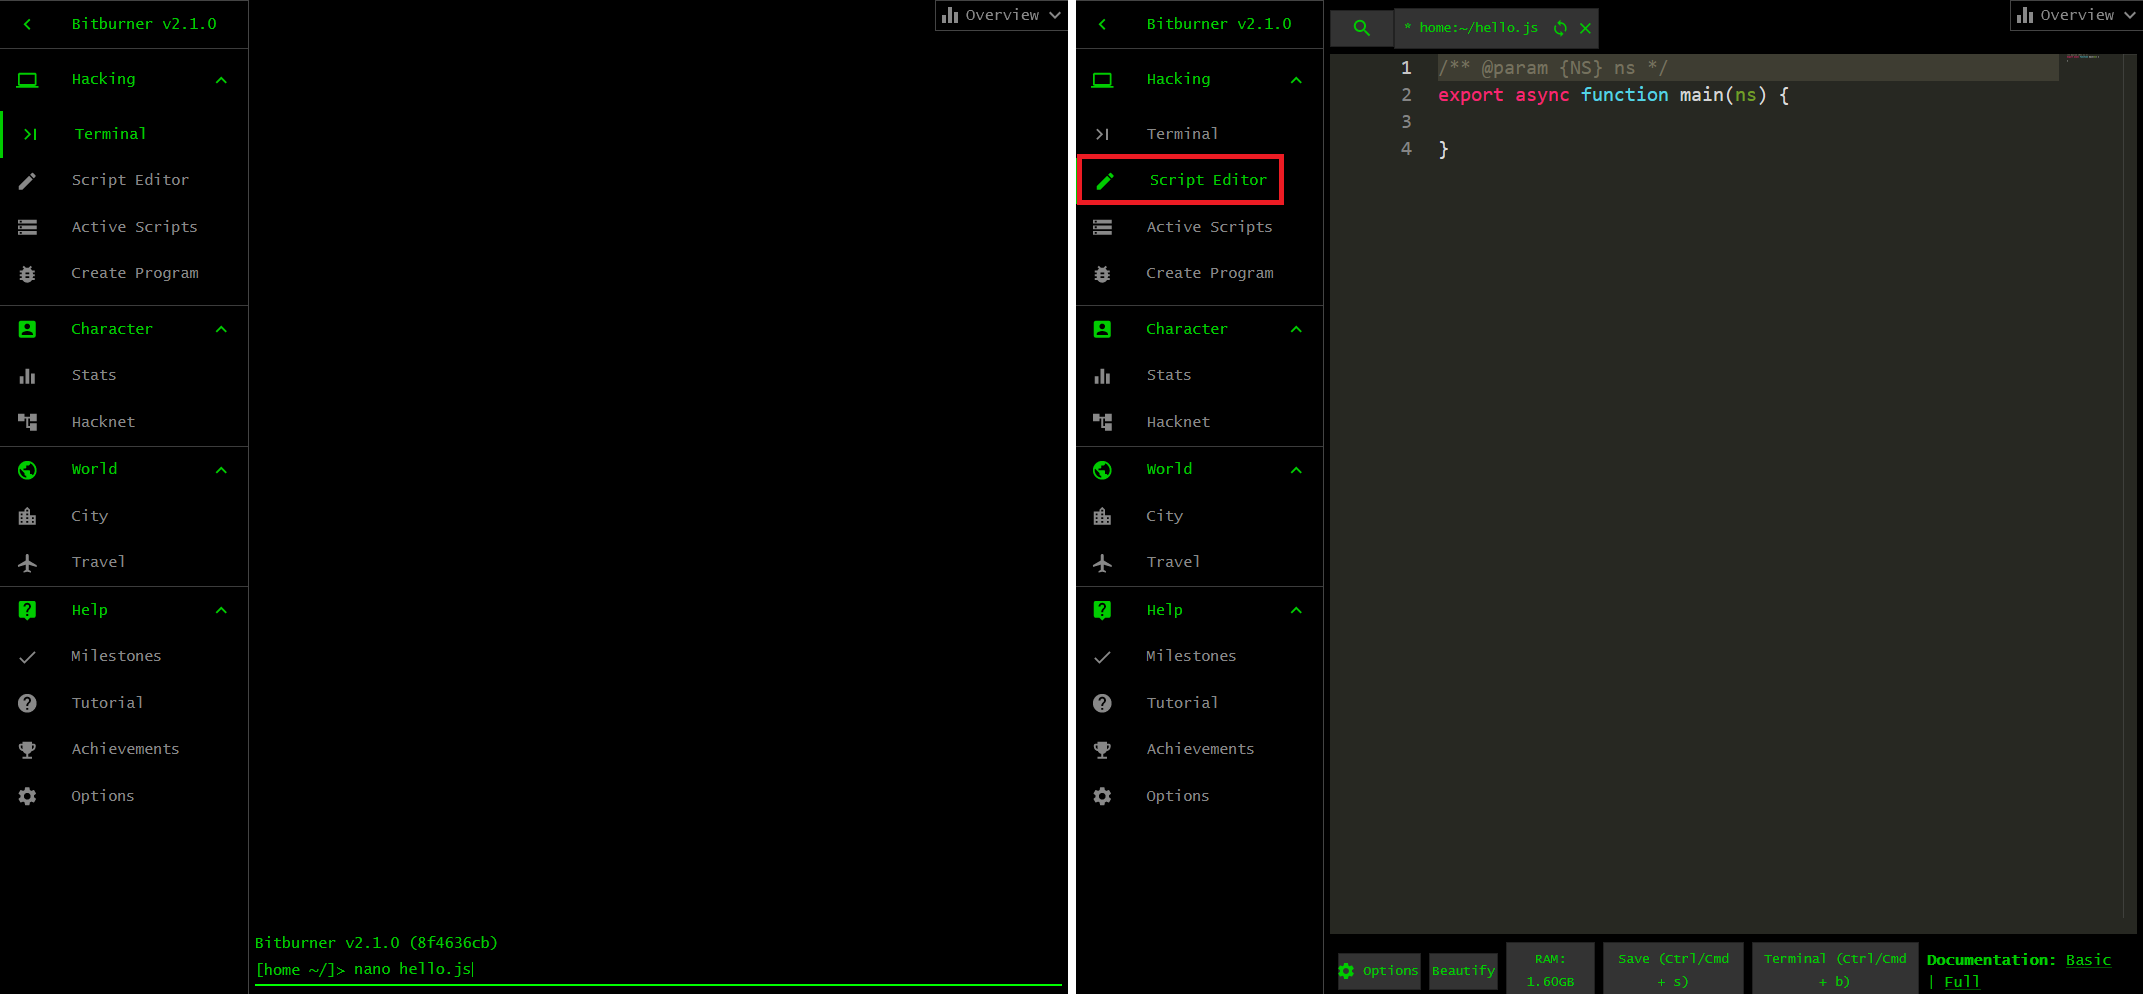 Bitburner v2.1.0
Hacking
Terminal
Script Editor
Active Scripts
Create Program
Character
Stats
Hacknet
World
City
Travel
Help
Milestones
Tutorial
Achievements
Options
Overview
Bitburner v2.1.0 (8f4636cb)
[home ~/]> nano hello.js
Bitburner v2.1.0
Hacking
Terminal
Script Editor
Active Scripts
Create Program
Character
Stats
Hacknet
World
City
Travel
Help
Milestones
Tutorial
Achievements
Options
* home:~/hello.js
Overview
1 /** @param {NS} ns */
2 export async function main(ns) {
3
4 }
Options
Beautify
RAM:
1.60GB
Save (Ctrl/Cmd
+ s)
Terminal (Ctrl/Cmd
+ b)
Documentation: Basic
| Full